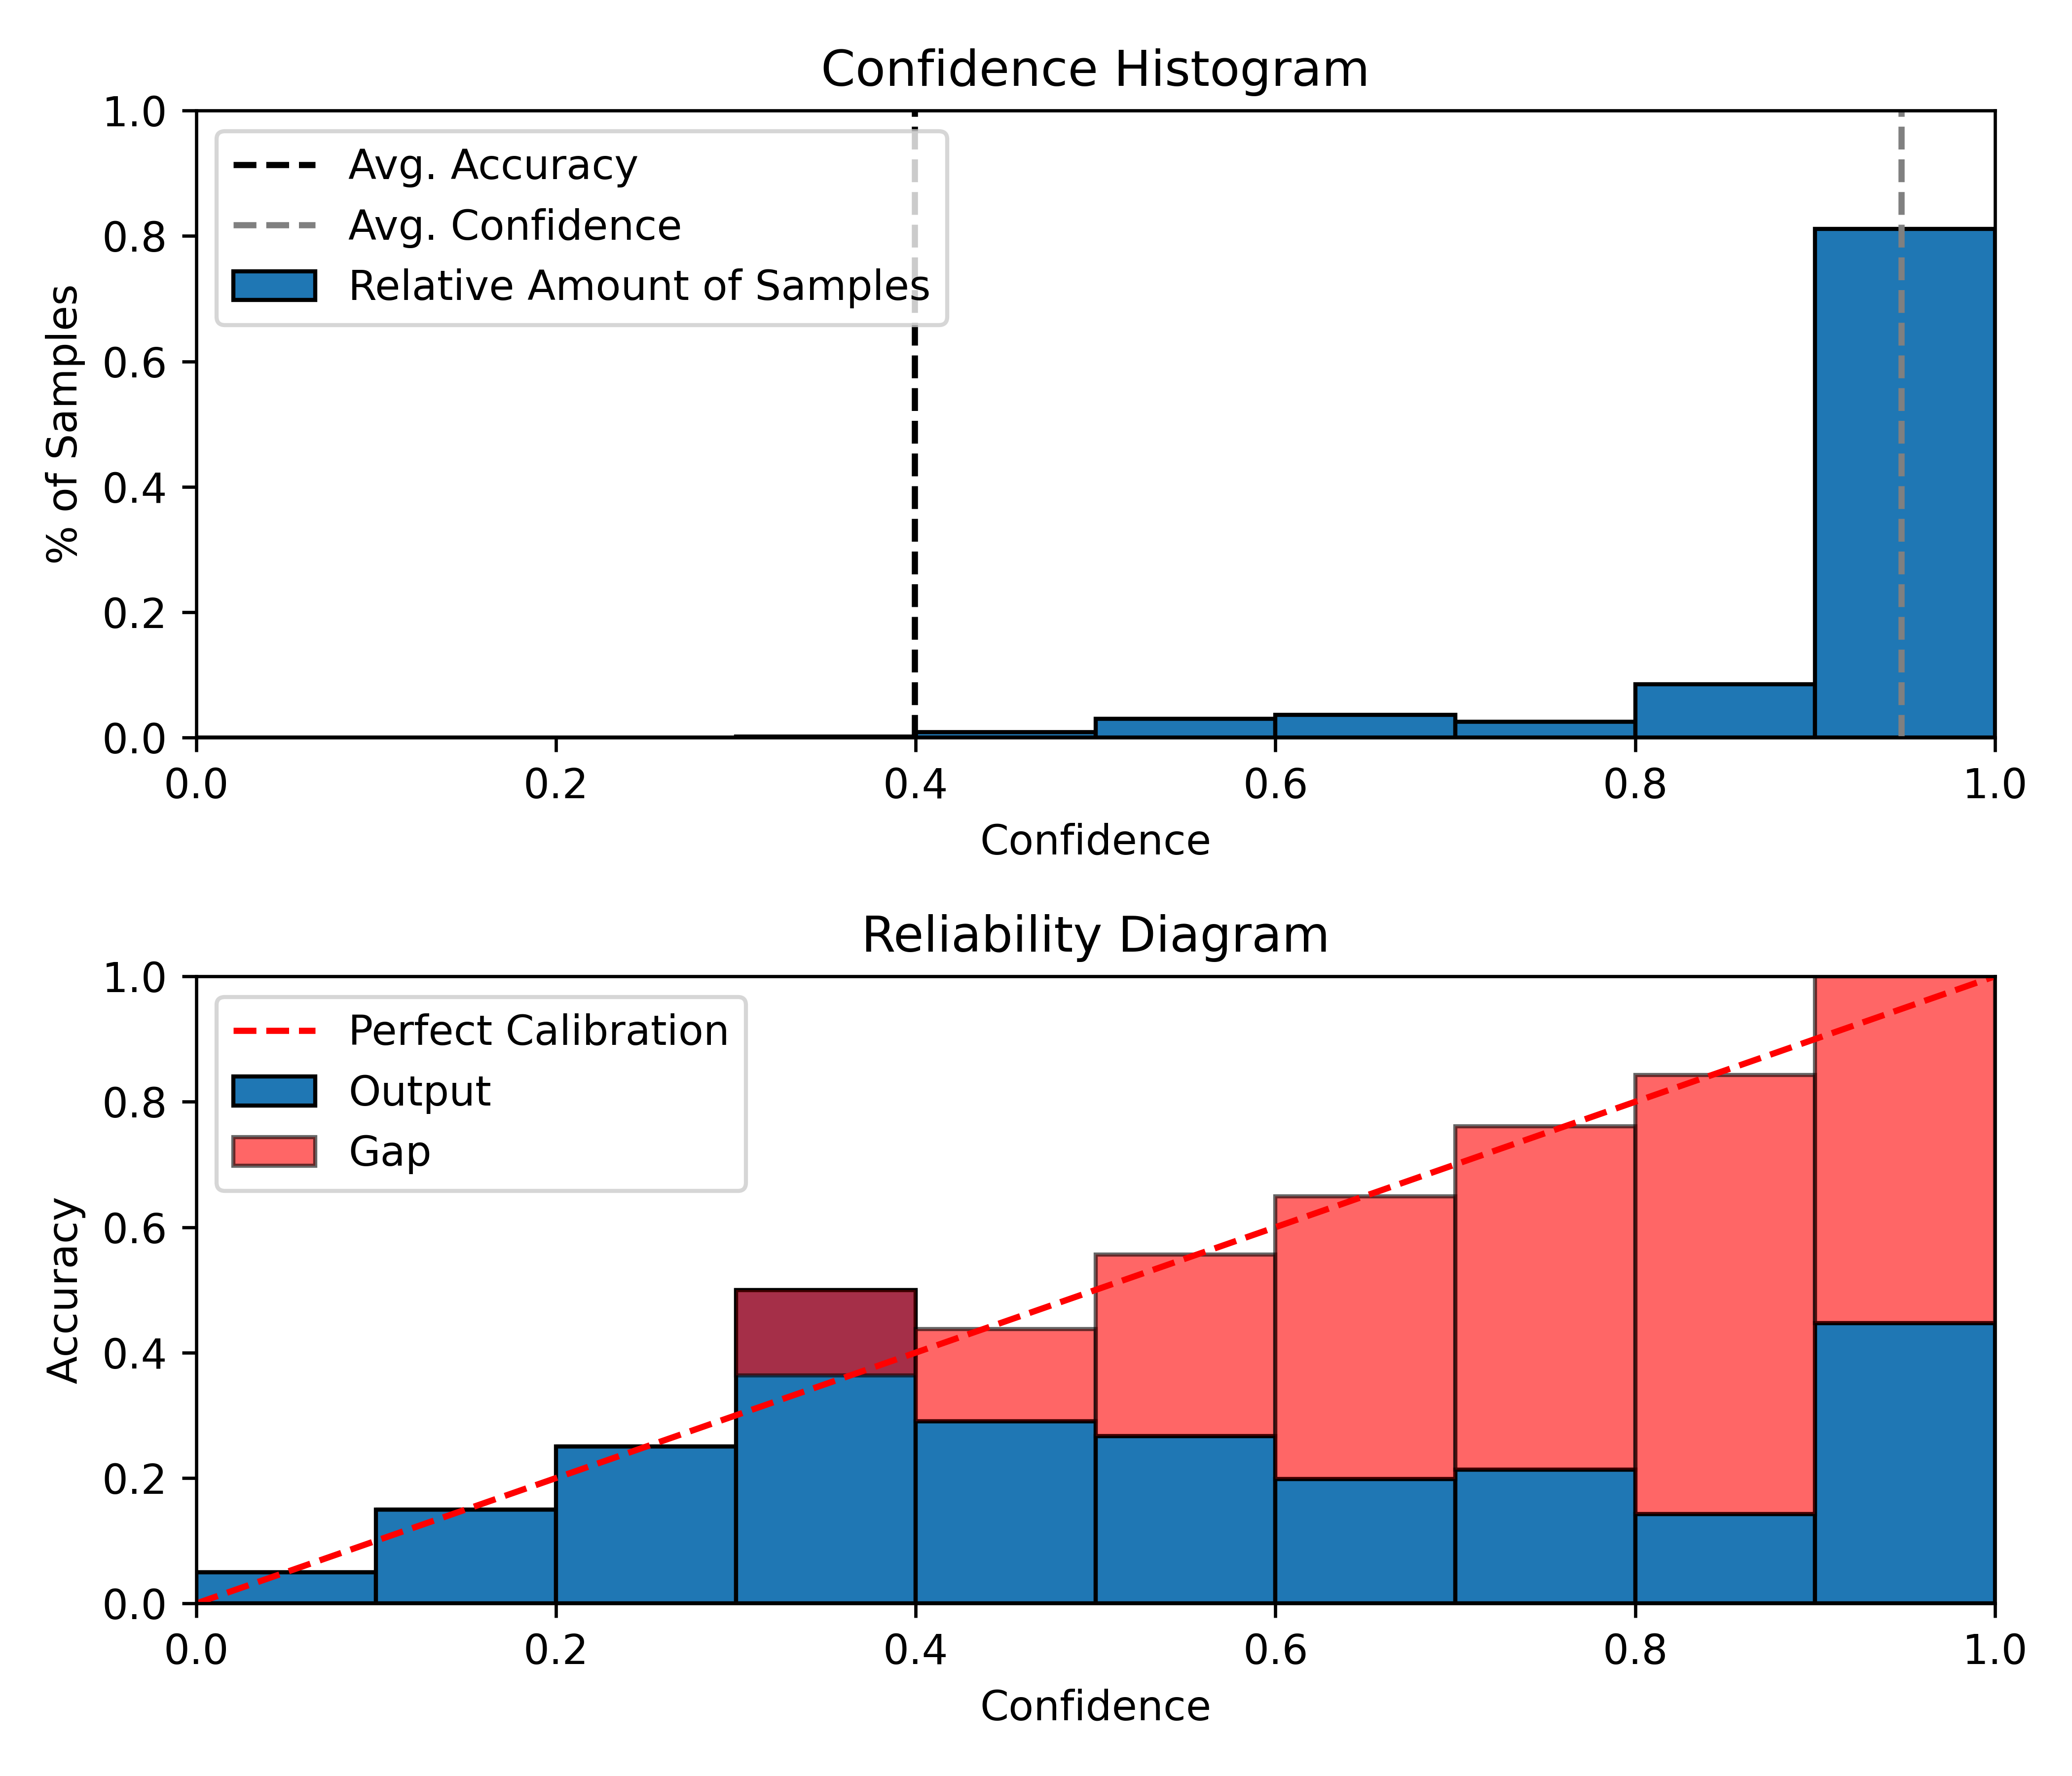 Confidence Histogram
1.0
0.8
0.6
0.4
0.2
0.0
% of Samples
Avg. Accuracy
Avg. Confidence
Relative Amount of Samples
0.0 0.2 0.4 0.6 0.8 1.0
Confidence
Reliability Diagram
1.0
0.8
0.6
0.4
0.2
0.0
Accuracy
Perfect Calibration
Output
Gap
0.0 0.2 0.4 0.6 0.8 1.0
Confidence